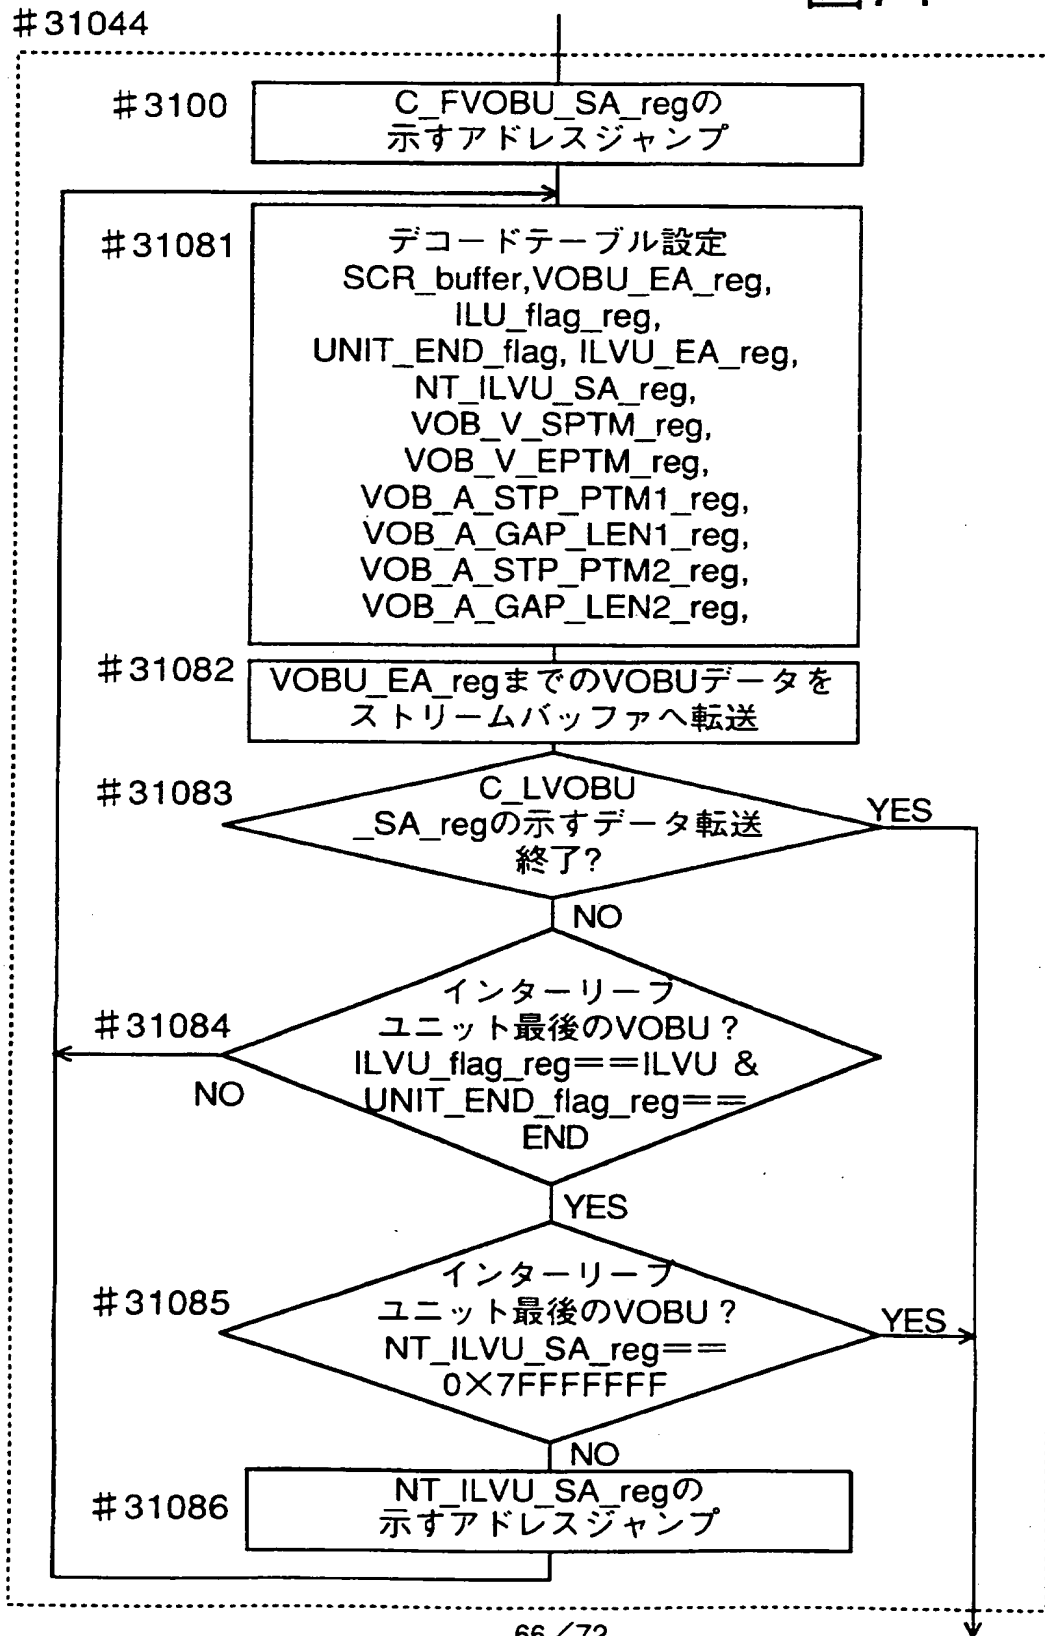 #31044
#3100
C_FVOBU_SA_regの
示すアドレスジャンプ
#31081
デコードテーブル設定
SCR_buffer,VOBU_EA_reg,
ILU_flag_reg,
UNIT_END_flag, ILVU_EA_reg,
NT_ILVU_SA_reg,
VOB_V_SPTM_reg,
VOB_V_EPTM_reg,
VOB_A_STP_PTM1_reg,
VOB_A_GAP_LEN1_reg,
VOB_A_STP_PTM2_reg,
VOB_A_GAP_LEN2_reg,
#31082
VOBU_EA_regまでのVOBUデータを
ストリームバッファへ転送
#31083
C_LVOBU
_SA_regの示すデータ転送
終了?
YES
NO
#31084
インターリーブ
ユニット最後のVOBU?
ILVU_flag_reg==ILVU &
UNIT_END_flag_reg==
END
NO
YES
#31085
インターリーブ
ユニット最後のVOBU?
NT_ILVU_SA_reg==
0×7FFFFFFF
YES
NO
#31086
NT_ILVU_SA_regの
示すアドレスジャンプ
66/72